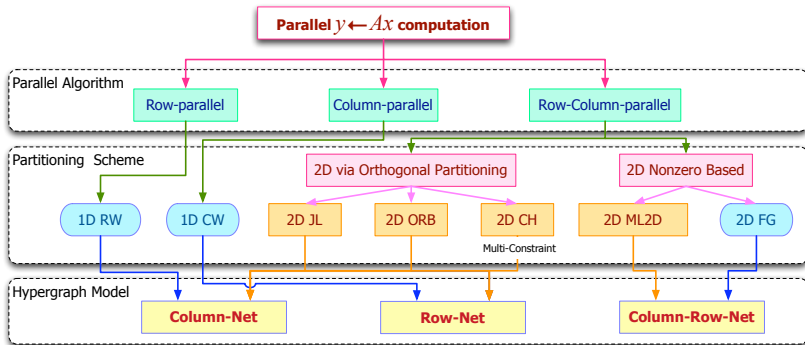 Parallel y ← Ax computation
Parallel Algorithm
Row-parallel
Column-parallel
Row-Column-parallel
Partitioning Scheme
2D via Orthogonal Partitioning
2D Nonzero Based
1D RW
1D CW
2D JL
2D ORB
2D CH
2D ML2D
2D FG
Multi-Constraint
Hypergraph Model
Column-Net
Row-Net
Column-Row-Net